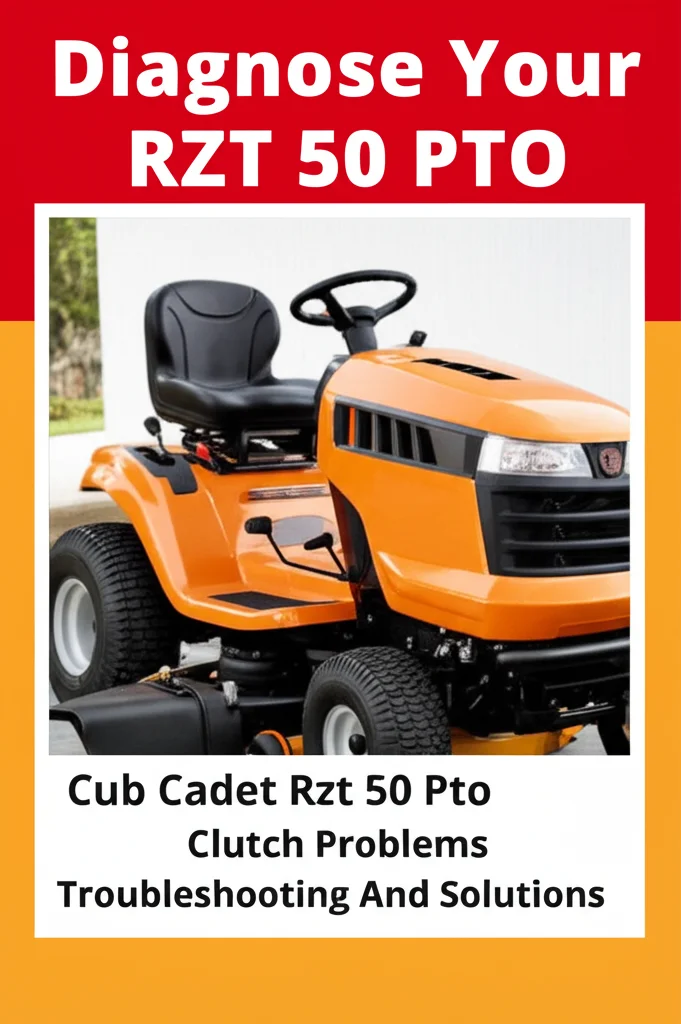 Diagnose Your
RZT 50 PTO
Cub Cadet Rzt 50 Pto
Clutch Problems
Troubleshooting And Solutions